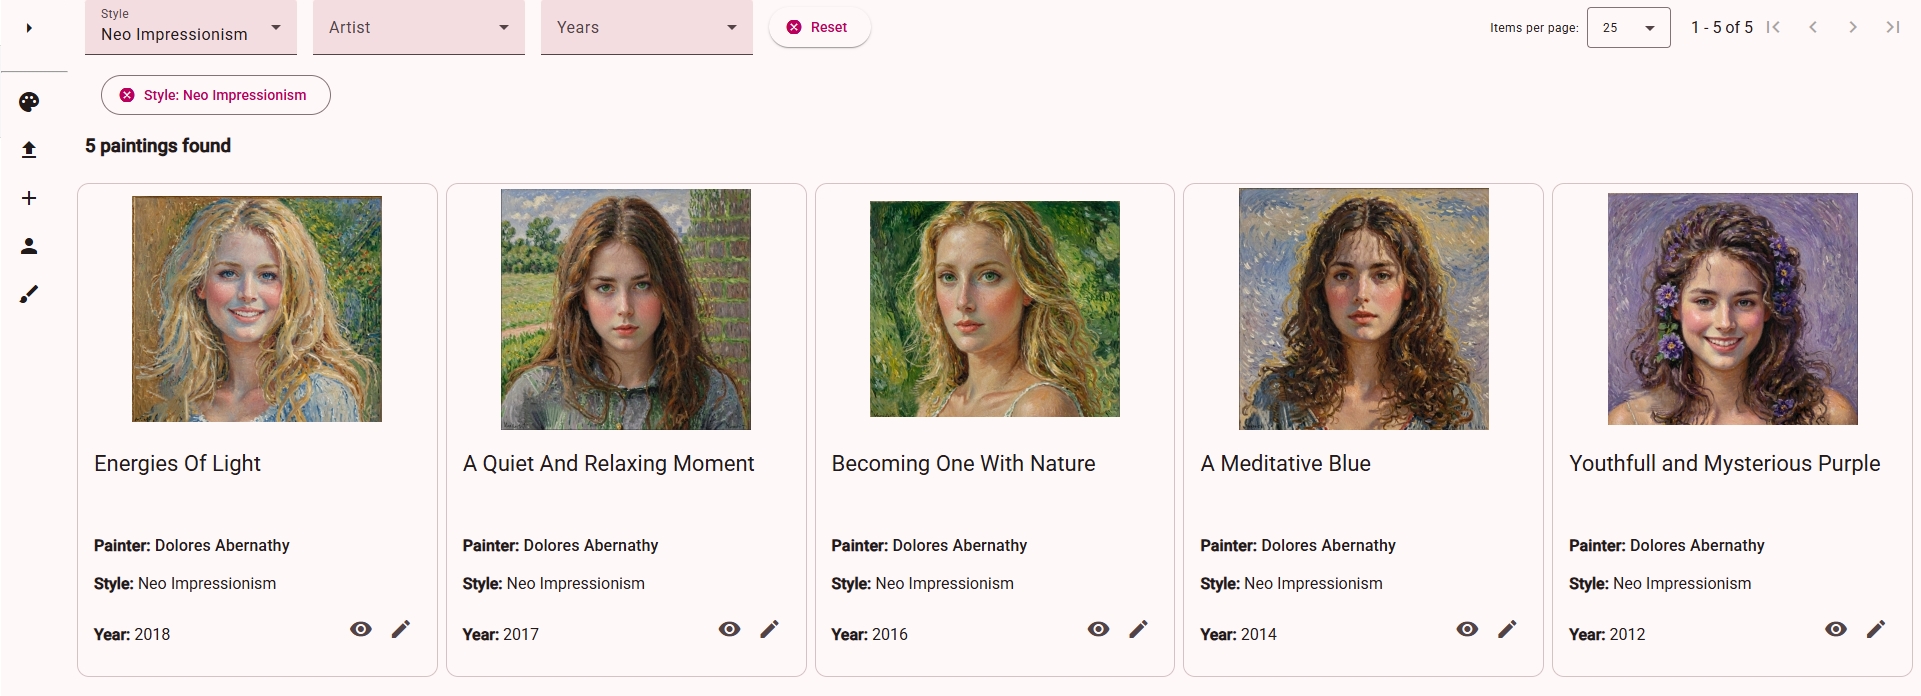 Style
Neo Impressionism
Artist
Years
Reset
Items per page:
25
1 - 5 of 5
Style: Neo Impressionism
5 paintings found
Energies Of Light
Painter: Dolores Abernathy
Style: Neo Impressionism
Year: 2018
A Quiet And Relaxing Moment
Painter: Dolores Abernathy
Style: Neo Impressionism
Year: 2017
Becoming One With Nature
Painter: Dolores Abernathy
Style: Neo Impressionism
Year: 2016
A Meditative Blue
Painter: Dolores Abernathy
Style: Neo Impressionism
Year: 2014
Youthfull and Mysterious Purple
Painter: Dolores Abernathy
Style: Neo Impressionism
Year: 2012